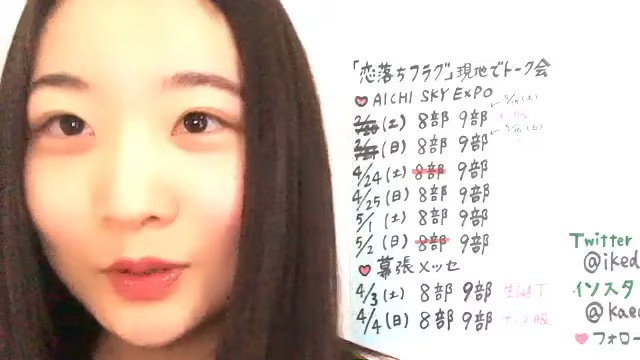 「恋落ちフラグ」現地でトーク会
AICHI SKY EXPO
(土) 8部 9部
(日) 8部 9部
4/24(土) 8部 9部
4/25(日) 8部 9部
5/1(土) 8部 9部
5/2(日) 8部 9部
幕張メッセ
4/3(土) 8部 9部 生誕T
4/4(日) 8部 9部
Twitter
@iked
インスタ
@kae
フォロー